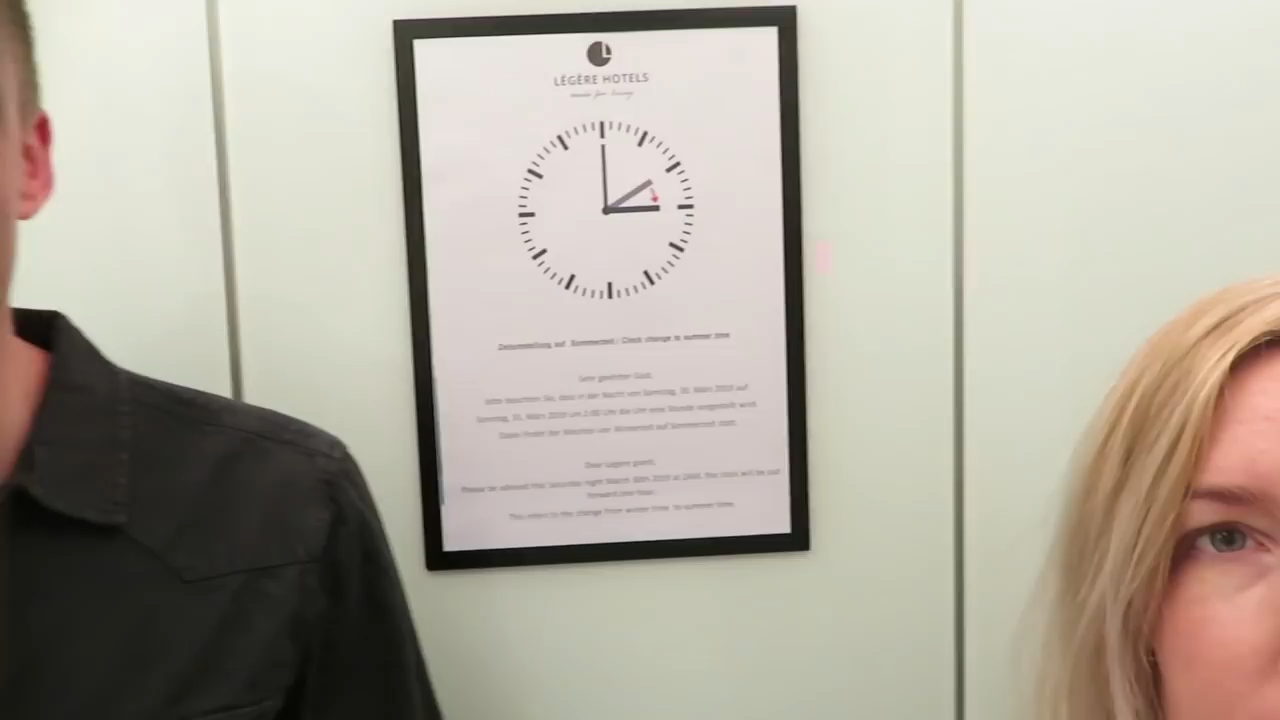 LÉGÈRE HOTELS
Zeitumstellung auf Sommerzeit / Clock change to summer time
Sehr geehrter Gast,
bitte beachten Sie, dass in der Nacht von Samstag, 30. März 2019 auf
Sonntag, 31. März 2019 um 2:00 Uhr die Uhr eine Stunde vorgestellt wird.
Dann findet der Wechsel von Winterzeit auf Sommerzeit statt.
Dear Légère guest,
Please be advised that Saturday night March, 30th 2019 at 2AM, the clock will be put
forward one hour.
This refers to the change from winter time to summer time.